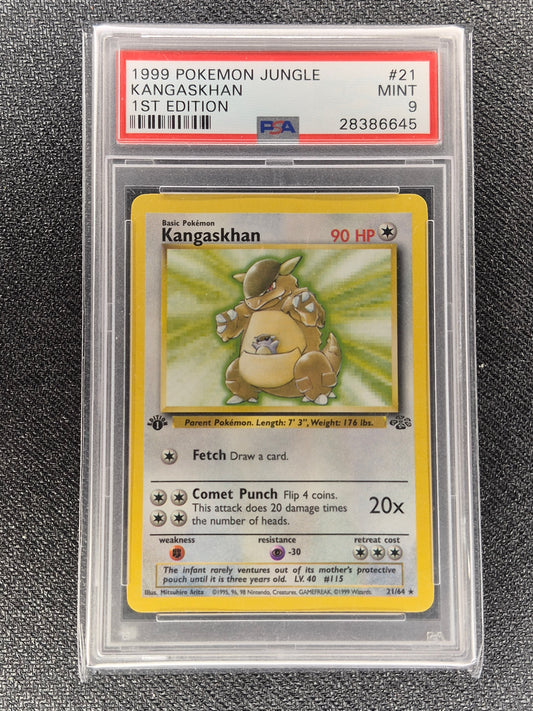 1999 POKEMON JUNGLE #21
KANGASKHAN MINT
1ST EDITION 9
PSA 28386645
Basic Pokémon
Kangaskhan 90 HP
EDITION 1
Parent Pokémon. Length: 7' 3", Weight: 176 lbs.
Fetch Draw a card.
Comet Punch Flip 4 coins.
This attack does 20 damage times
the number of heads.
20x
weakness resistance retreat cost
-30
The infant rarely ventures out of its mother's protective
pouch until it is three years old. LV. 40 #115
Illus. Mitsuhiro Arita ©1995, 96, 98 Nintendo, Creatures, GAMEFREAK. ©1999 Wizards. 21/64 ★